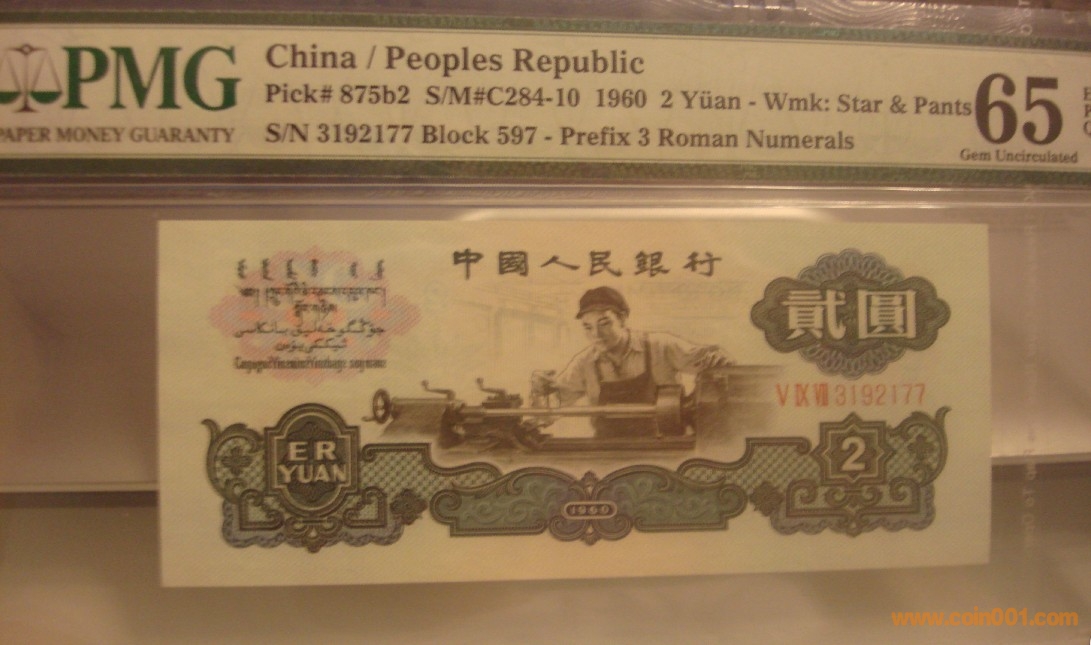 PMG
PAPER MONEY GUARANTY
China / Peoples Republic
Pick# 875b2 S/M#C284-10 1960 2 Yüan - Wmk: Star & Pants
S/N 3192177 Block 597 - Prefix 3 Roman Numerals
65
Gem Uncirculated
中國人民銀行
貳圓
V IX VII 3192177
ER
YUAN
2
1960
www.coin001.com